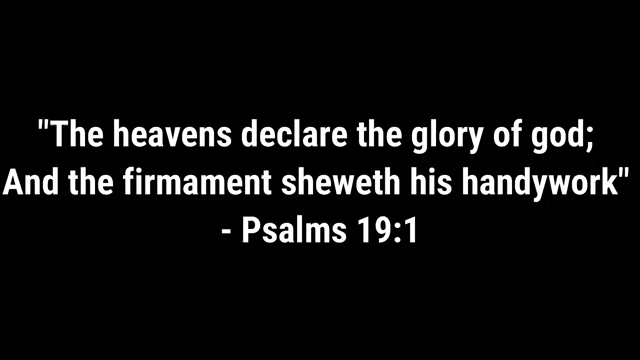 "The heavens declare the glory of god;
And the firmament sheweth his handywork"
- Psalms 19:1